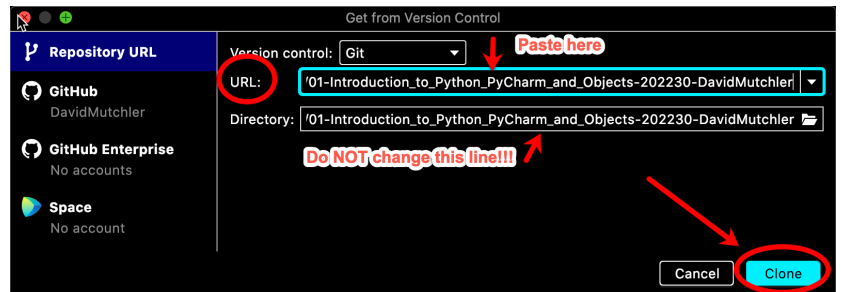 Get from Version Control
Repository URL
GitHub
DavidMutchler
GitHub Enterprise
No accounts
Space
No account
Version control: Git
Paste here
URL: '01-Introduction_to_Python_PyCharm_and_Objects-202230-DavidMutchler
Directory: '01-Introduction_to_Python_PyCharm_and_Objects-202230-DavidMutchler
Do NOT change this line!!!
Cancel Clone